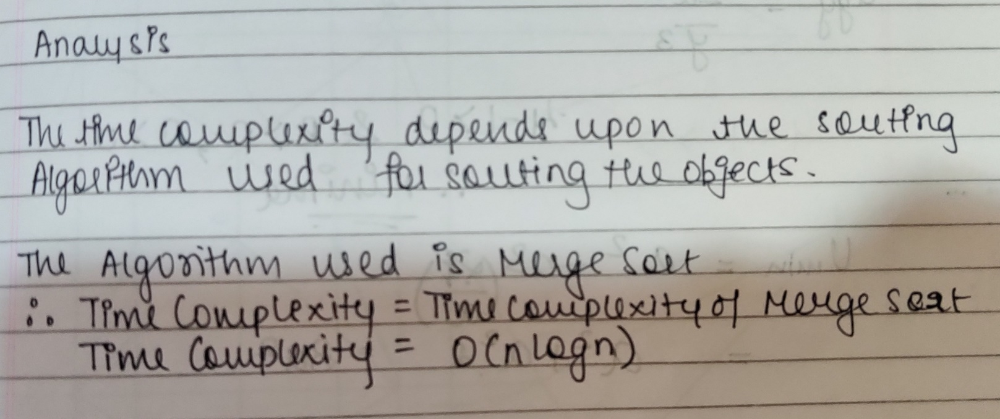 Analysis
The time complexity depends upon the sorting
Algorithm used for sorting the objects.
The Algorithm used is Merge Sort
∴ Time Complexity = Time complexity of Merge sort
Time Complexity = O(n logn)